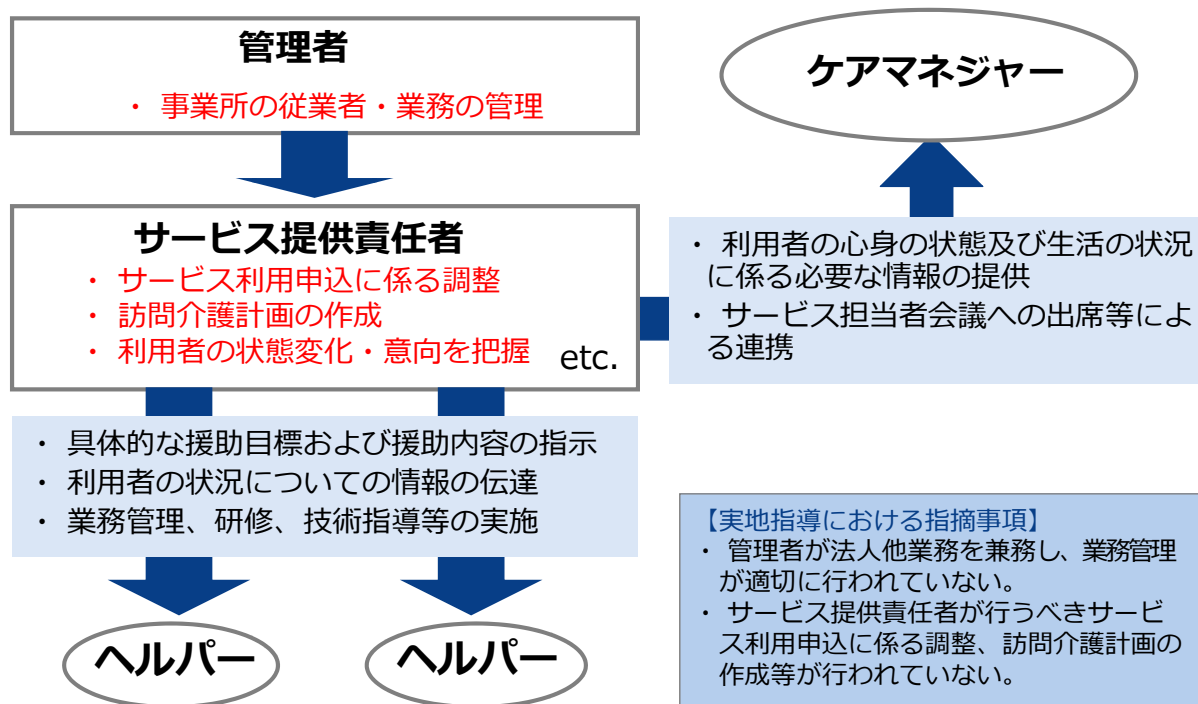 管理者
・ 事業所の従業者・業務の管理
ケアマネジャー
サービス提供責任者
・ サービス利用申込に係る調整
・ 訪問介護計画の作成
・ 利用者の状態変化・意向を把握
etc.
・ 利用者の心身の状態及び生活の状況
に係る必要な情報の提供
・ サービス担当者会議への出席等によ
る連携
・ 具体的な援助目標および援助内容の指示
・ 利用者の状況についての情報の伝達
・ 業務管理、研修、技術指導等の実施
ヘルパー
ヘルパー
【実地指導における指摘事項】
・ 管理者が法人他業務を兼務し、業務管理
が適切に行われていない。
・ サービス提供責任者が行うべきサービ
ス利用申込に係る調整、訪問介護計画の
作成等が行われていない。